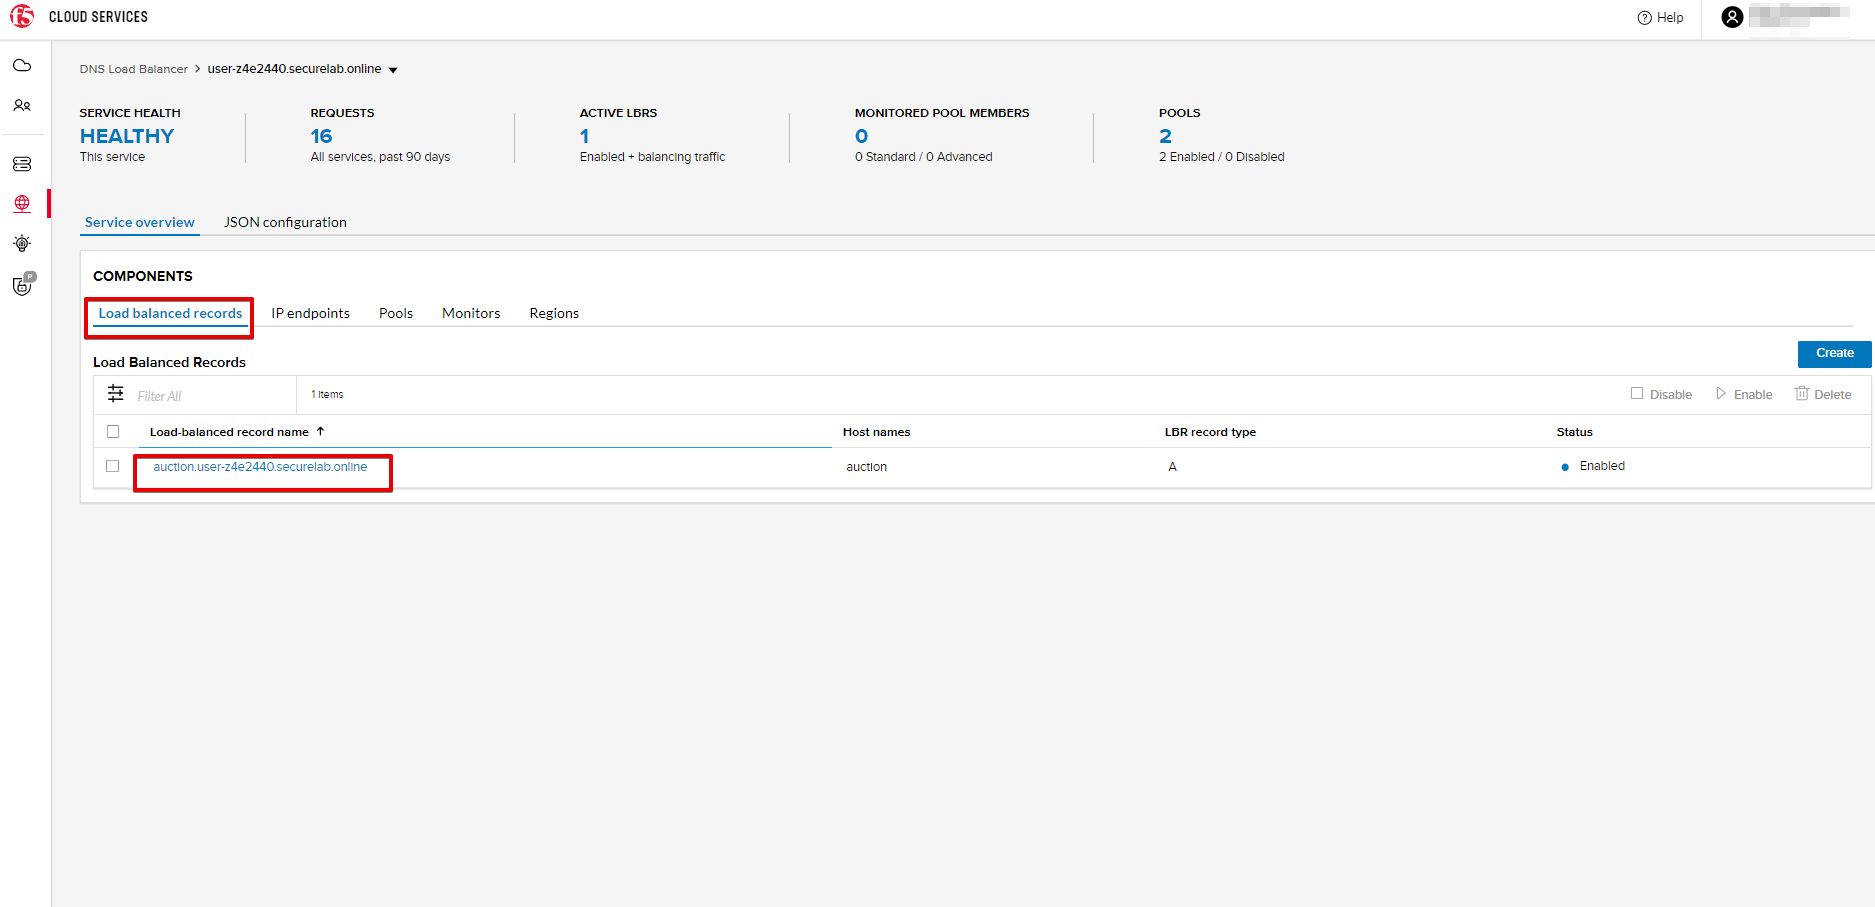 f5 CLOUD SERVICES
Help
DNS Load Balancer > user-z4e2440.securelab.online
SERVICE HEALTH
HEALTHY
This service
REQUESTS
16
All services, past 90 days
ACTIVE LBRS
1
Enabled + balancing traffic
MONITORED POOL MEMBERS
0
0 Standard / 0 Advanced
POOLS
2
2 Enabled / 0 Disabled
Service overview JSON configuration
P
COMPONENTS
Load balanced records IP endpoints Pools Monitors Regions
Load Balanced Records
Create
Filter All 1 Items Disable Enable Delete
Load-balanced record name ↑ Host names LBR record type Status
auction.user-z4e2440.securelab.online auction A Enabled